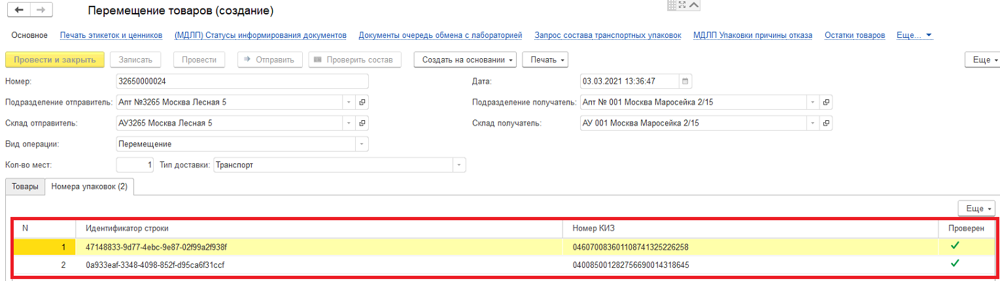 Перемещение товаров (создание)
Основное Печать этикеток и ценников (МДЛП) Статусы информирования документов Документы очередь обмена с лабораторией Запрос состава транспортных упаковок МДЛП Упаковки причины отказа Остатки товаров Еще...
Провести и закрыть Записать Провести Отправить Проверить состав Создать на основании Печать Еще
Номер: 32650000024 Дата: 03.03.2021 13:36:47
Подразделение отправитель: Апт №3265 Москва Лесная 5 Подразделение получатель: Апт № 001 Москва Маросейка 2/15
Склад отправитель: АУ3265 Москва Лесная 5 Склад получатель: АУ 001 Москва Маросейка 2/15
Вид операции: Перемещение
Кол-во мест: 1 Тип доставки: Транспорт
Товары Номера упаковок (2)
Еще
N Идентификатор строки Номер КИЗ Проверен
1 47148833-9d77-4ebc-9e87-02f99a2f938f 046070083601108741325226258
2 0a933eaf-3348-4098-852f-d95ca6f31ccf 040085001282756690014318645